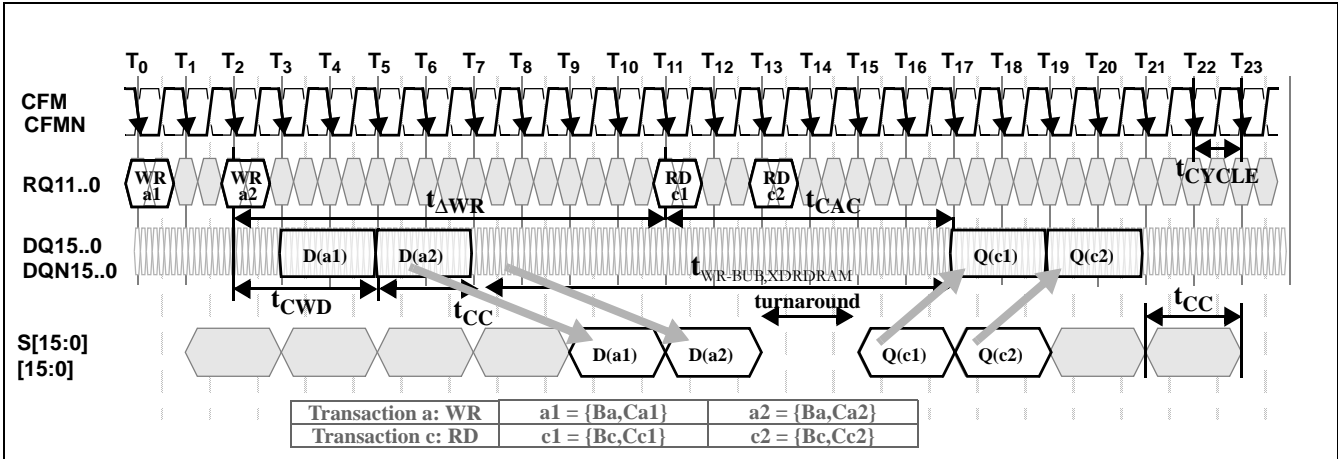 T0 T1 T2 T3 T4 T5 T6 T7 T8 T9 T10 T11 T12 T13 T14 T15 T16 T17 T18 T19 T20 T21 T22 T23
CFM
CFMN
RQ11..0
WR a1
WR a2
RD c1
RD c2
tCYCLE
tΔWR
tCAC
DQ15..0
DQN15..0
D(a1)
D(a2)
Q(c1)
Q(c2)
tWR-BUB,XDRDRAM
tCWD
tCC
turnaround
tCC
S[15:0]
[15:0]
D(a1)
D(a2)
Q(c1)
Q(c2)
Transaction a: WR a1 = {Ba,Ca1} a2 = {Ba,Ca2}
Transaction c: RD c1 = {Bc,Cc1} c2 = {Bc,Cc2}